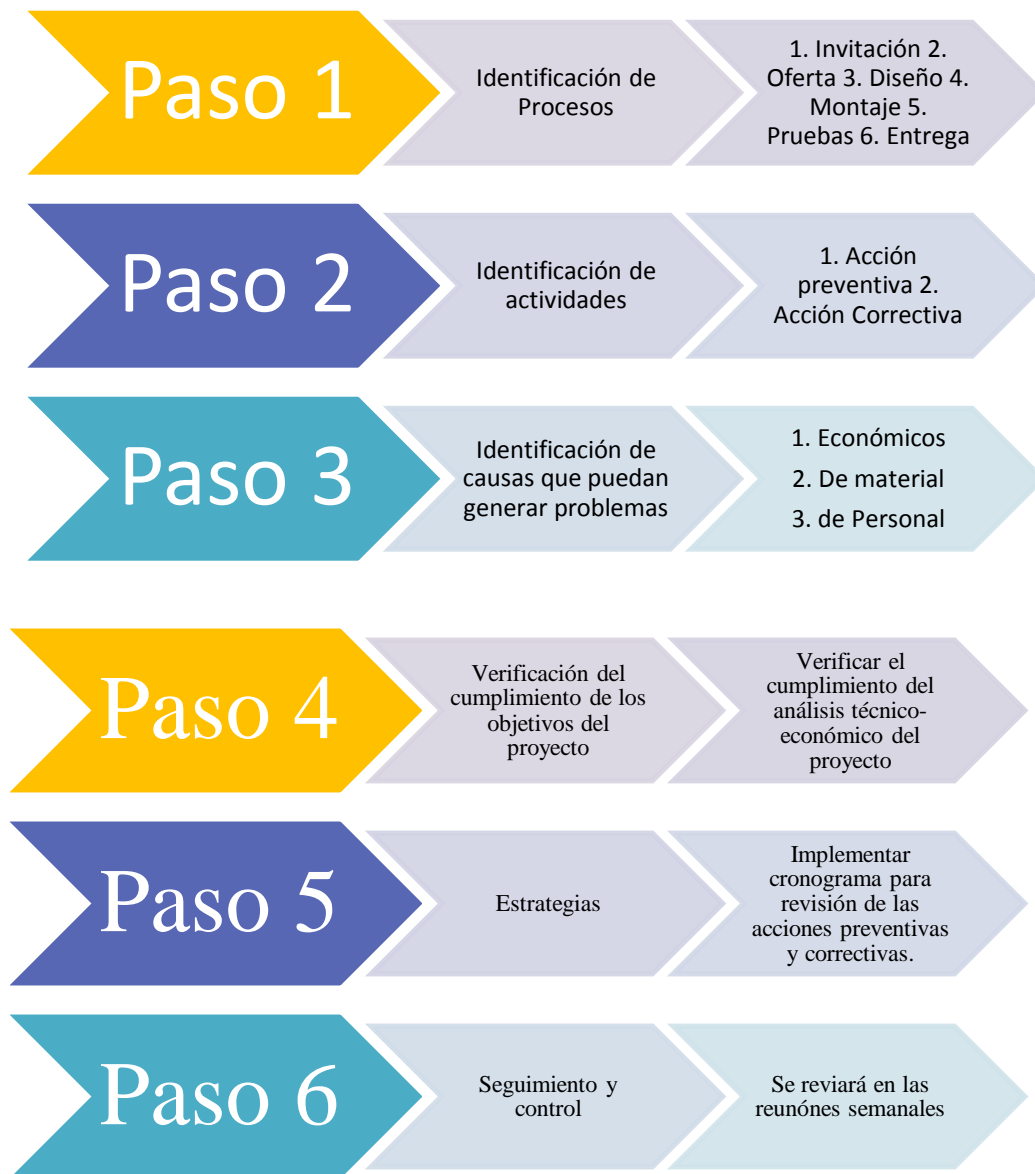 Paso 1
Identificación de
Procesos
1. Invitación 2.
Oferta 3. Diseño 4.
Montaje 5.
Pruebas 6. Entrega
Paso 2
Identificación de
actividades
1. Acción
preventiva 2.
Acción Correctiva
Paso 3
Identificación de
causas que puedan
generar problemas
1. Económicos
2. De material
3. de Personal
Paso 4
Verificación del
cumplimiento de los
objetivos del
proyecto
Verificar el
cumplimiento del
análisis técnico-
económico del
proyecto
Paso 5
Estrategias
Implementar
cronograma para
revisión de las
acciones preventivas
y correctivas.
Paso 6
Seguimiento y
control
Se reviará en las
reunónes semanales